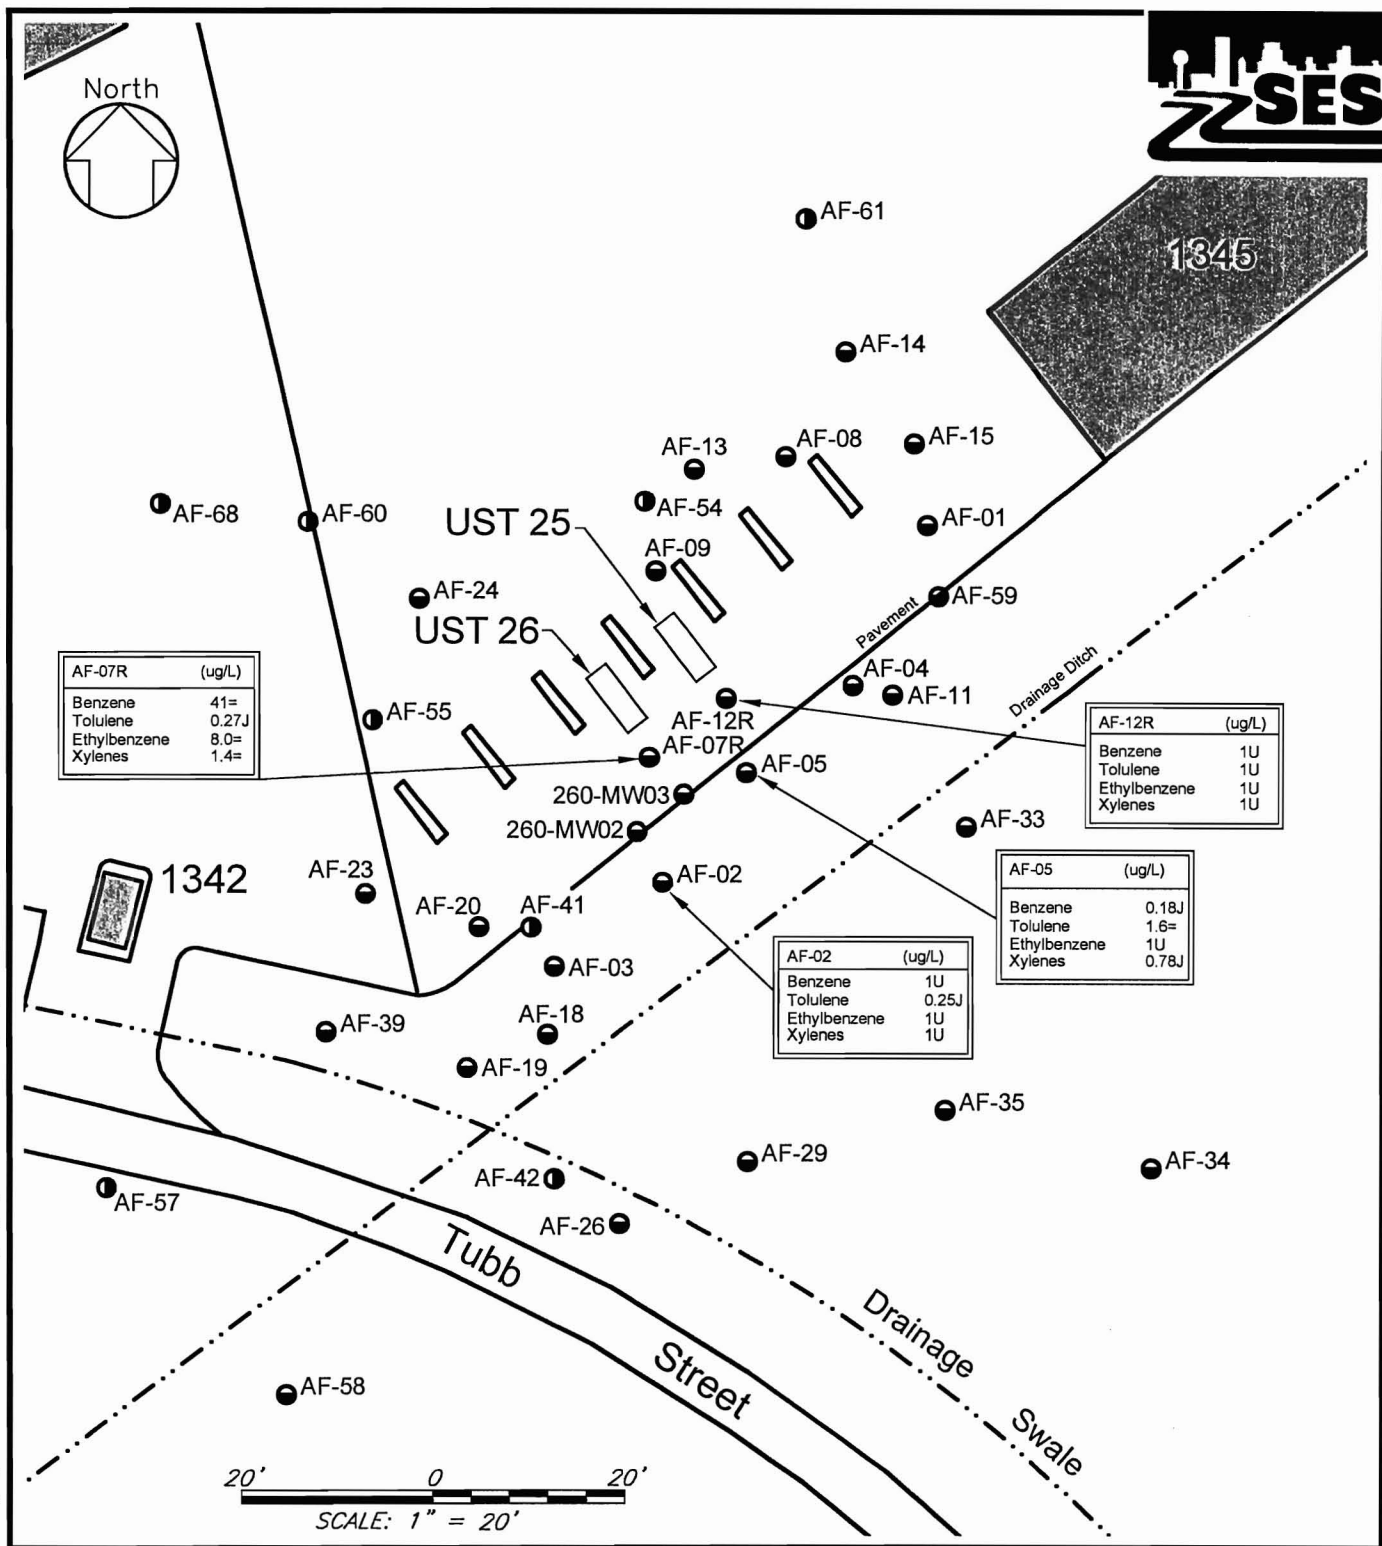 North
SES
1345
AF-61
AF-14
AF-15
AF-08
AF-13
AF-54
AF-01
AF-68
AF-60
UST 25
AF-09
AF-24
AF-59
UST 26
Pavement
Drainage Ditch
AF-04
AF-11
AF-07R (ug/L)
Benzene 41=
Tolulene 0.27J
Ethylbenzene 8.0=
Xylenes 1.4=
AF-55
AF-12R
AF-07R
AF-05
AF-12R (ug/L)
Benzene 1U
Tolulene 1U
Ethylbenzene 1U
Xylenes 1U
260-MW03
260-MW02
AF-33
1342
AF-23
AF-02
AF-05 (ug/L)
Benzene 0.18J
Tolulene 1.6=
Ethylbenzene 1U
Xylenes 0.78J
AF-20
AF-41
AF-03
AF-02 (ug/L)
Benzene 1U
Tolulene 0.25J
Ethylbenzene 1U
Xylenes 1U
AF-39
AF-18
AF-19
AF-35
AF-29
AF-34
AF-42
AF-57
AF-26
Tubb
Street
Drainage
Swale
AF-58
20' 0 20'
SCALE: 1" = 20'